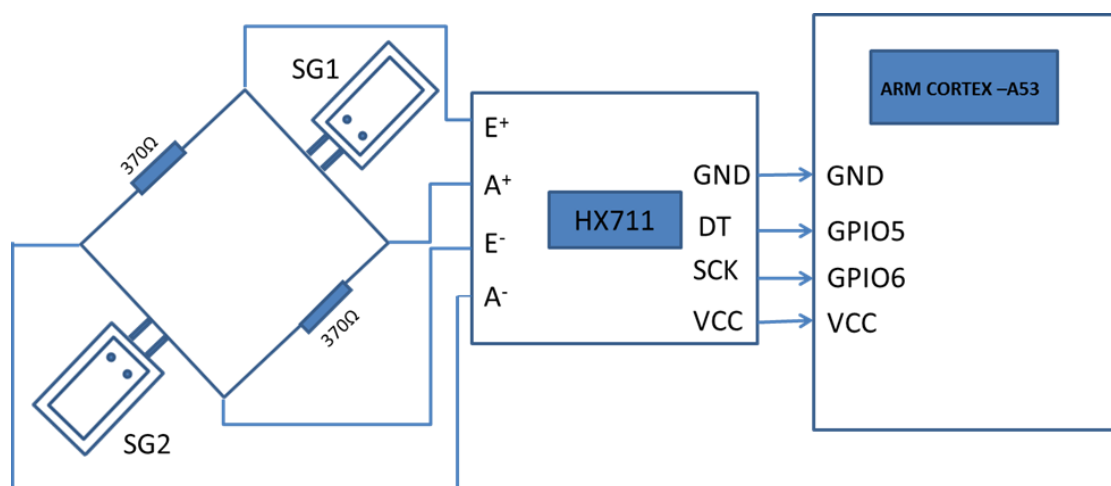 SG1
370Ω
370Ω
SG2
E+
A+
E-
A-
HX711
GND
DT
SCK
VCC
ARM CORTEX –A53
GND
GPIO5
GPIO6
VCC